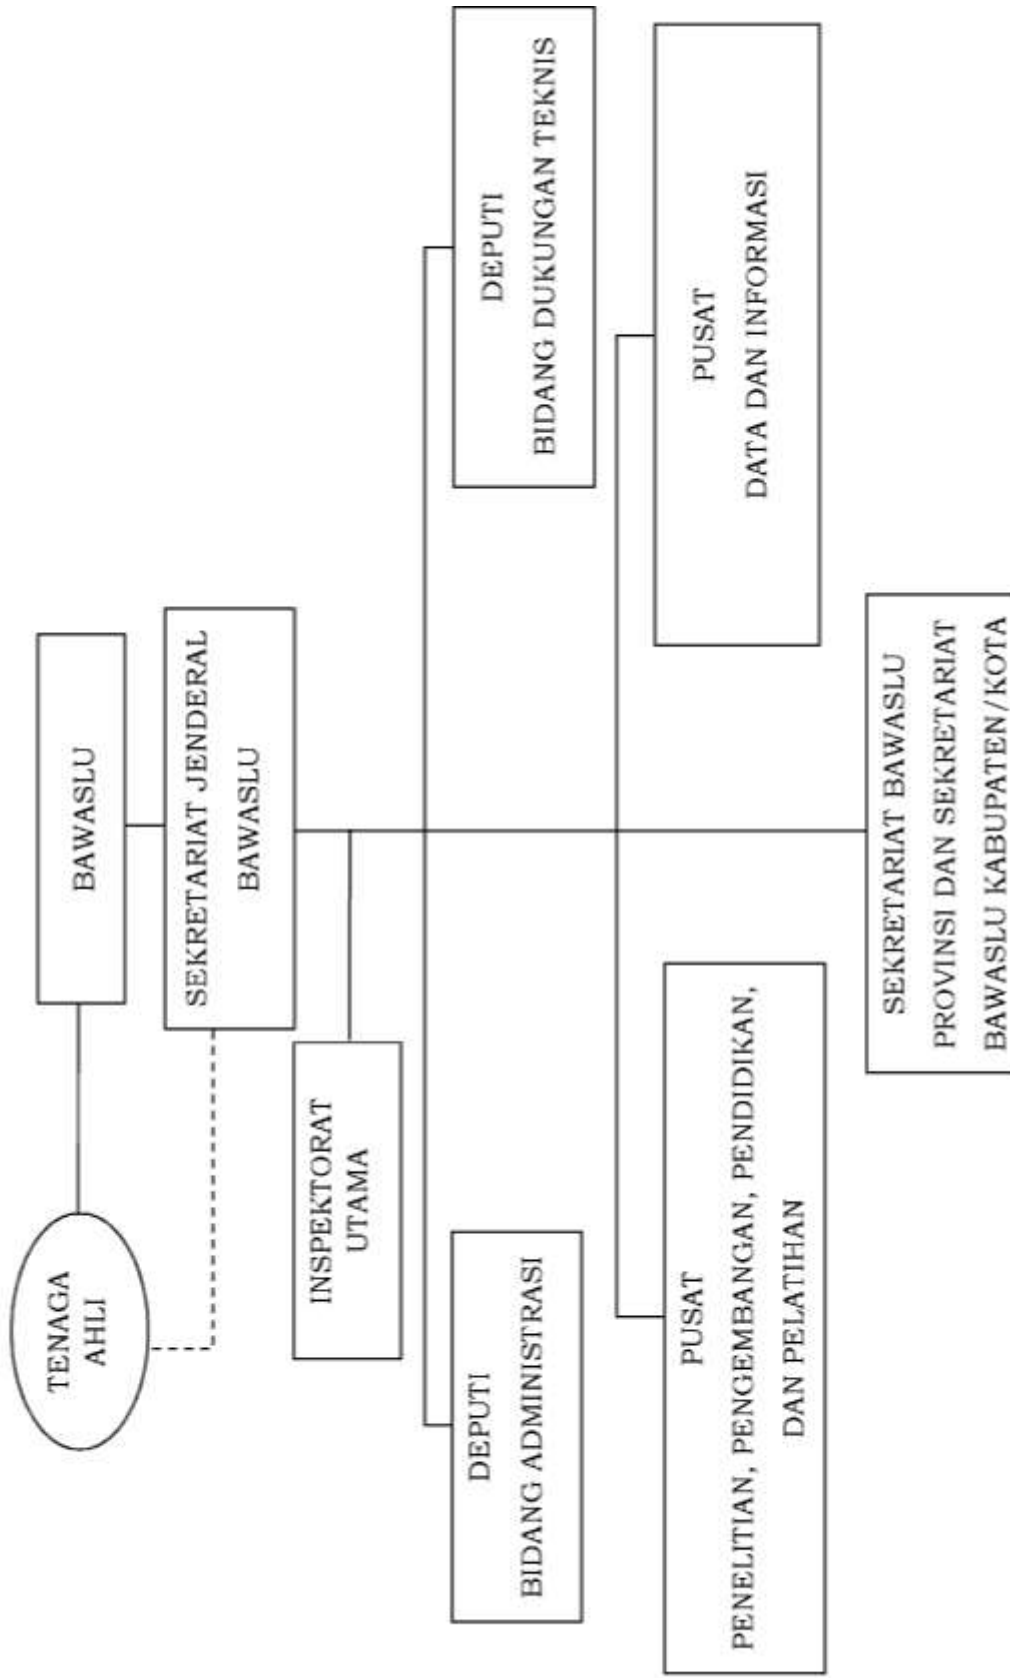 BAWASLU
TENAGA
AHLI
SEKRETARIAT JENDERAL
BAWASLU
INSPEKTORAT
UTAMA
DEPUTI
BIDANG ADMINISTRASI
DEPUTI
BIDANG DUKUNGAN TEKNIS
PUSAT
PENELITIAN, PENGEMBANGAN, PENDIDIKAN,
DAN PELATIHAN
PUSAT
DATA DAN INFORMASI
SEKRETARIAT BAWASLU
PROVINSI DAN SEKRETARIAT
BAWASLU KABUPATEN/KOTA